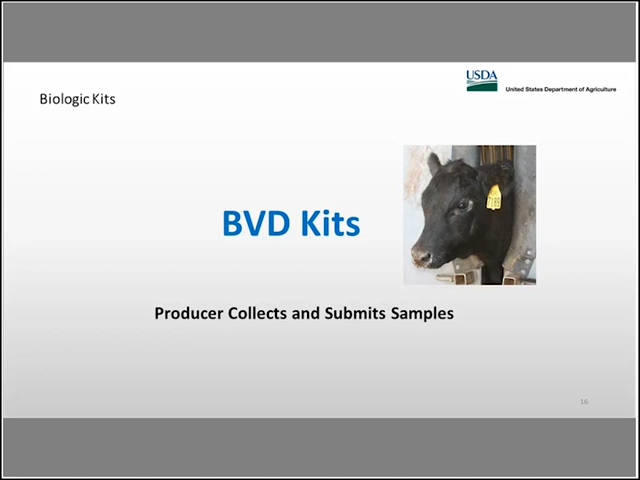 USDA
United States Department of Agriculture
Biologic Kits
BVD Kits
Producer Collects and Submits Samples
16